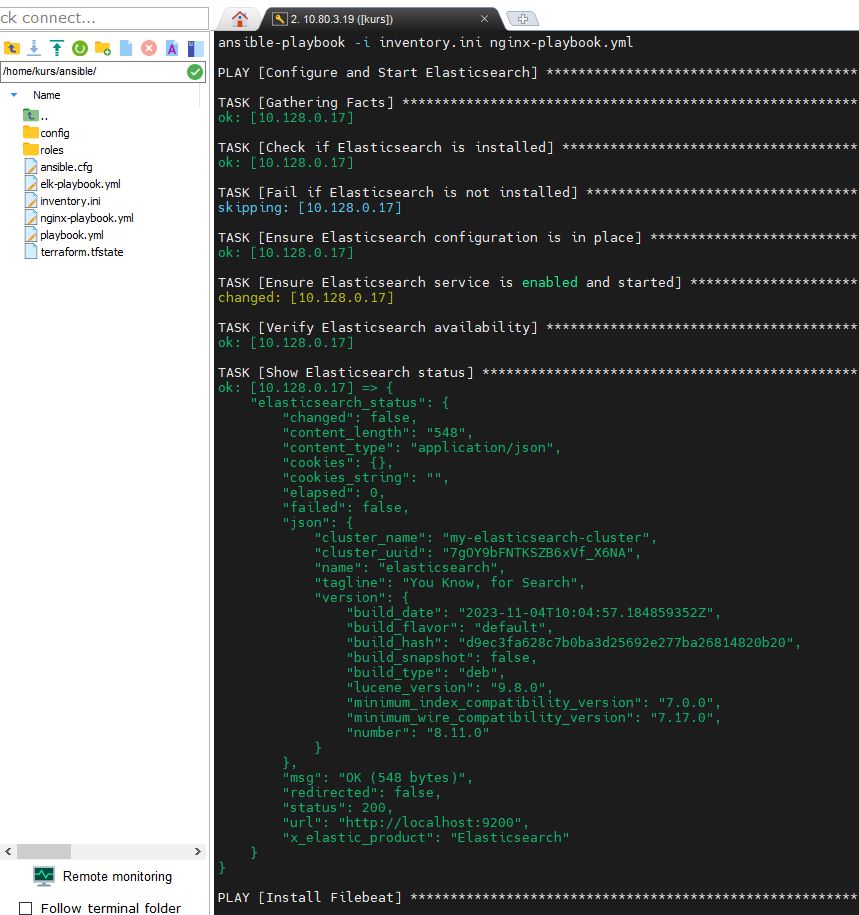 ck connect...
2. 10.80.3.19 ([kurs])
/home/kurs/ansible/
Name
..
config
roles
ansible.cfg
elk-playbook.yml
inventory.ini
nginx-playbook.yml
playbook.yml
terraform.tfstate
Remote monitoring
Follow terminal folder
ansible-playbook -i inventory.ini nginx-playbook.yml
PLAY [Configure and Start Elasticsearch] ***************************************
TASK [Gathering Facts] *********************************************************
ok: [10.128.0.17]
TASK [Check if Elasticsearch is installed] *************************************
ok: [10.128.0.17]
TASK [Fail if Elasticsearch is not installed] **********************************
skipping: [10.128.0.17]
TASK [Ensure Elasticsearch configuration is in place] **************************
ok: [10.128.0.17]
TASK [Ensure Elasticsearch service is enabled and started] *********************
changed: [10.128.0.17]
TASK [Verify Elasticsearch availability] ***************************************
ok: [10.128.0.17]
TASK [Show Elasticsearch status] ***********************************************
ok: [10.128.0.17] => {
    "elasticsearch_status": {
        "changed": false,
        "content_length": "548",
        "content_type": "application/json",
        "cookies": {},
        "cookies_string": "",
        "elapsed": 0,
        "failed": false,
        "json": {
            "cluster_name": "my-elasticsearch-cluster",
            "cluster_uuid": "7gOY9bFNTKSZB6xVf_X6NA",
            "name": "elasticsearch",
            "tagline": "You Know, for Search",
            "version": {
                "build_date": "2023-11-04T10:04:57.184859352Z",
                "build_flavor": "default",
                "build_hash": "d9ec3fa628c7b0ba3d25692e277ba26814820b20",
                "build_snapshot": false,
                "build_type": "deb",
                "lucene_version": "9.8.0",
                "minimum_index_compatibility_version": "7.0.0",
                "minimum_wire_compatibility_version": "7.17.0",
                "number": "8.11.0"
            }
        },
        "msg": "OK (548 bytes)",
        "redirected": false,
        "status": 200,
        "url": "http://localhost:9200",
        "x_elastic_product": "Elasticsearch"
    }
}
PLAY [Install Filebeat] ********************************************************